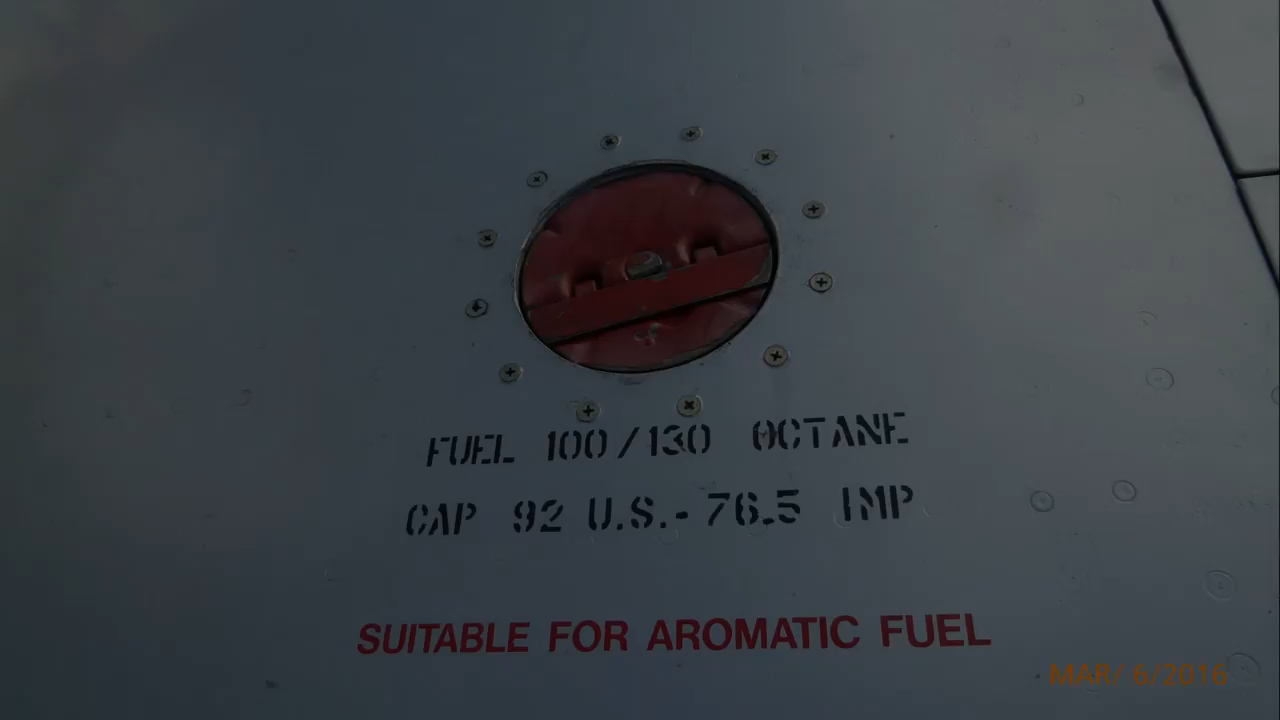 FUEL 100/130 OCTANE
CAP 92 U.S.- 76.5 IMP
SUITABLE FOR AROMATIC FUEL
MAR/ 6/2016